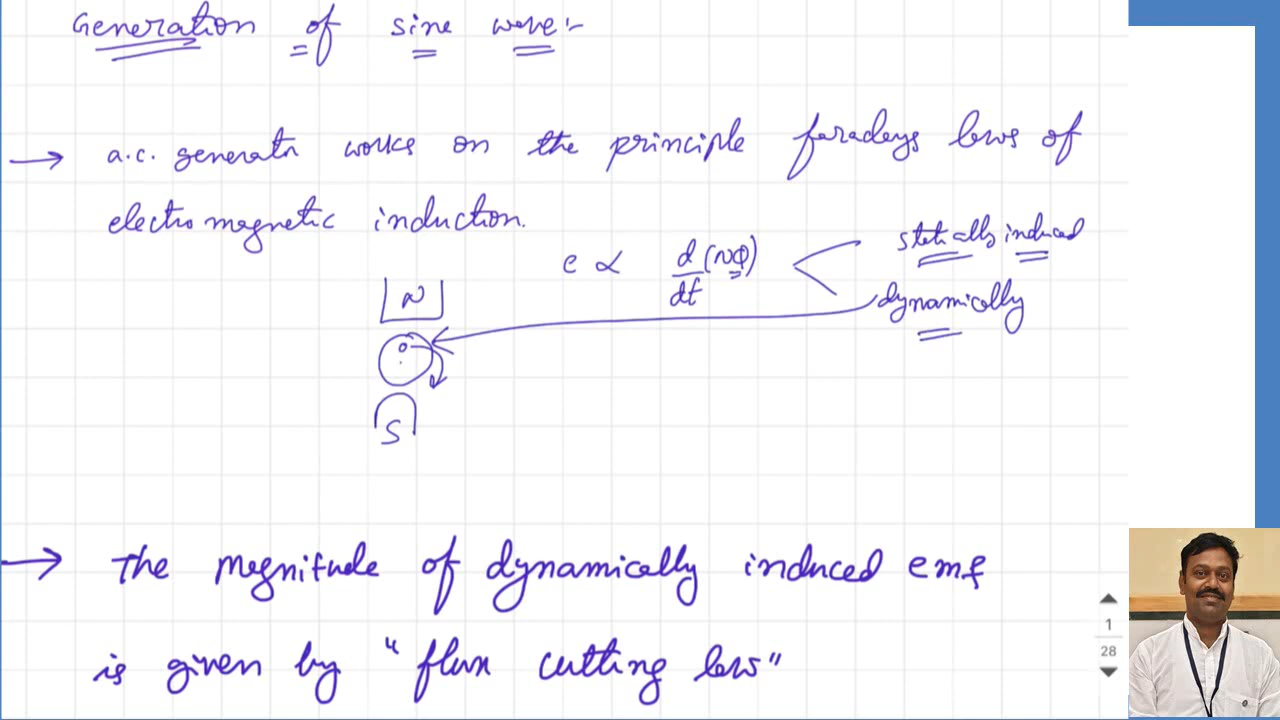 Generation of sine wave:-
→ a.c. generator works on the principle faradays laws of
electromagnetic induction.
e ∝ d/dt (NΦ)
statically induced
dynamically
N
S
→ The magnitude of dynamically induced emf
is given by "flux cutting law"
1
28